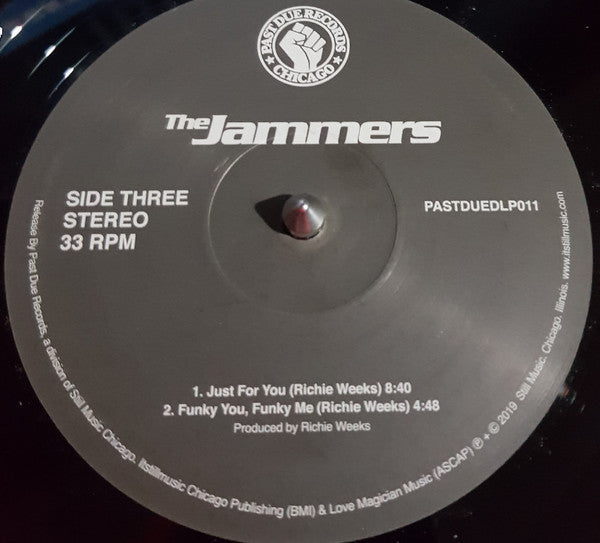 PAST DUE RECORDS
CHICAGO
The Jammers
SIDE THREE
STEREO
33 RPM
PASTDUEDLP011
1. Just For You (Richie Weeks) 8:40
2. Funky You, Funky Me (Richie Weeks) 4:48
Produced by Richie Weeks
Release By Past Due Records, a division of Still Music Chicago. Itsstillmusic Chicago Publishing (BMI) & Love Magician Music (ASCAP) ℗ + © 2019 Still Music. Chicago. Illinois. www.itstillmusic.com